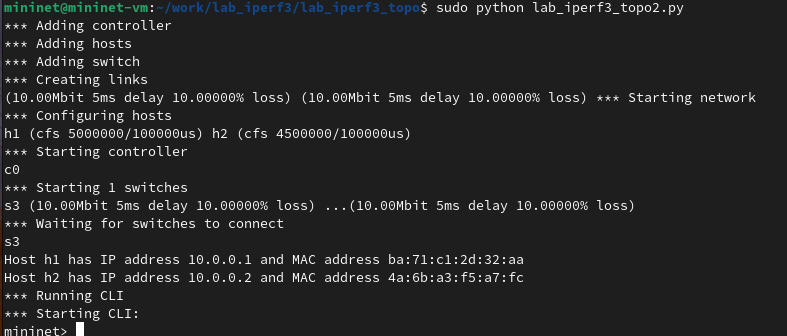 mininet@mininet-vm:~/work/lab_iperf3/lab_iperf3_topo$ sudo python lab_iperf3_topo2.py
*** Adding controller
*** Adding hosts
*** Adding switch
*** Creating links
(10.00Mbit 5ms delay 10.00000% loss) (10.00Mbit 5ms delay 10.00000% loss) *** Starting network
*** Configuring hosts
h1 (cfs 5000000/100000us) h2 (cfs 4500000/100000us)
*** Starting controller
c0
*** Starting 1 switches
s3 (10.00Mbit 5ms delay 10.00000% loss) ...(10.00Mbit 5ms delay 10.00000% loss)
*** Waiting for switches to connect
s3
Host h1 has IP address 10.0.0.1 and MAC address ba:71:c1:2d:32:aa
Host h2 has IP address 10.0.0.2 and MAC address 4a:6b:a3:f5:a7:fc
*** Running CLI
*** Starting CLI:
mininet>